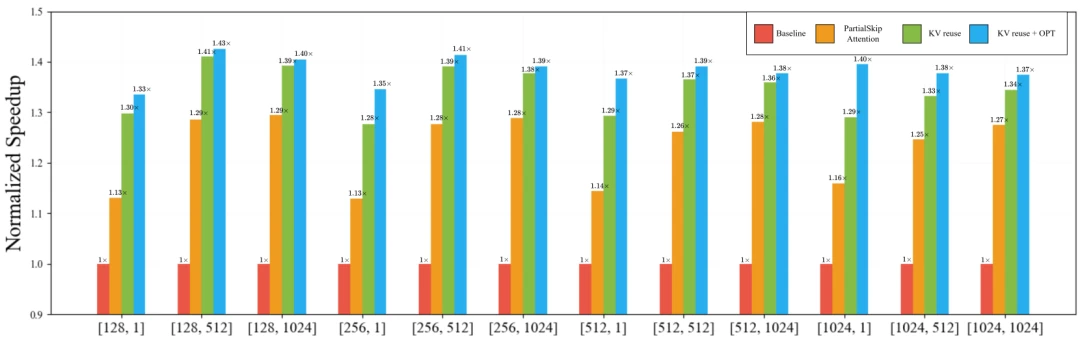 Normalized Speedup
1.5
1.4
1.3
1.2
1.1
1.0
0.9
Baseline
PartialSkip
Attention
KV reuse
KV reuse + OPT
1× 1.13× 1.30× 1.33×
1× 1.29× 1.41× 1.43×
1× 1.29× 1.39× 1.40×
1× 1.13× 1.28× 1.35×
1× 1.28× 1.39× 1.41×
1× 1.28× 1.38× 1.39×
1× 1.14× 1.29× 1.37×
1× 1.26× 1.37× 1.39×
1× 1.28× 1.36× 1.38×
1× 1.16× 1.29× 1.40×
1× 1.25× 1.33× 1.38×
1× 1.27× 1.34× 1.37×
[128, 1] [128, 512] [128, 1024] [256, 1] [256, 512] [256, 1024] [512, 1] [512, 512] [512, 1024] [1024, 1] [1024, 512] [1024, 1024]